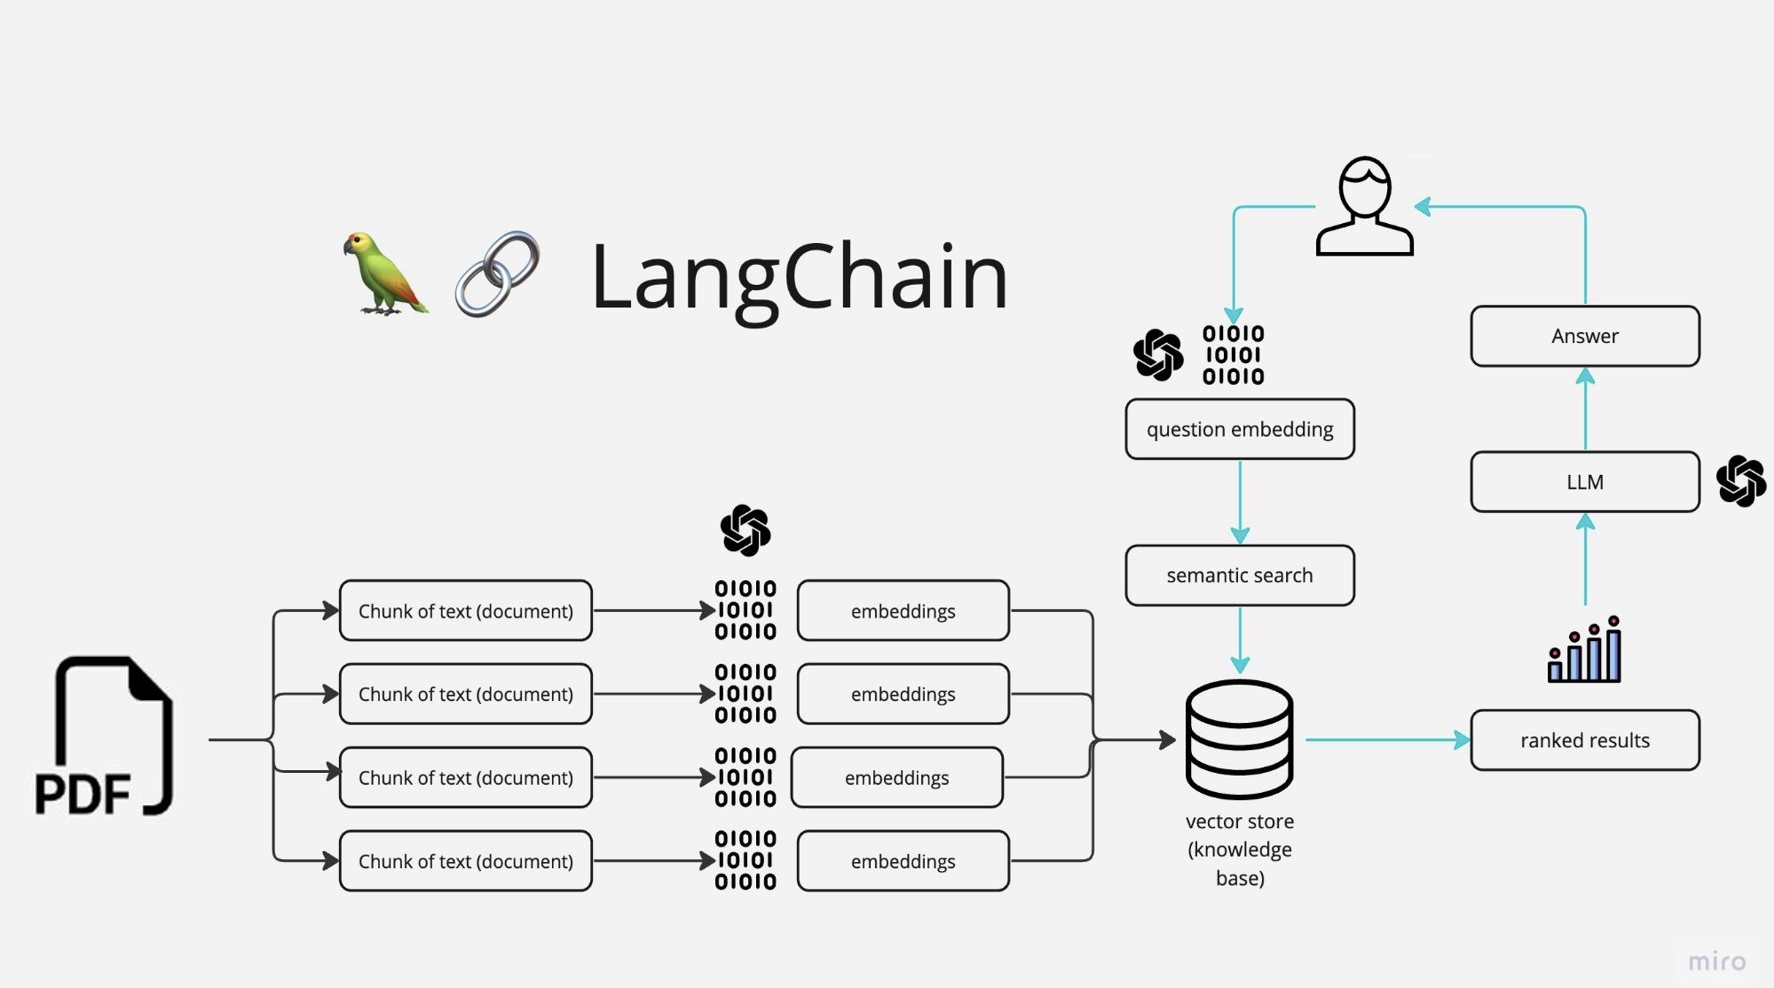 LangChain
01010
10101
01010
question embedding
semantic search
Answer
LLM
ranked results
PDF
Chunk of text (document)
01010
10101
01010
embeddings
Chunk of text (document)
01010
10101
01010
embeddings
Chunk of text (document)
01010
10101
01010
embeddings
Chunk of text (document)
01010
10101
01010
embeddings
vector store
(knowledge
base)
miro